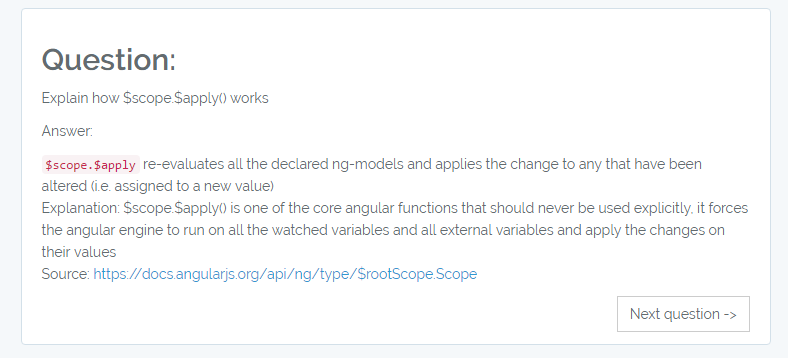 Question:
Explain how $scope.$apply() works
Answer:
$scope.$apply re-evaluates all the declared ng-models and applies the change to any that have been
altered (i.e. assigned to a new value)
Explanation: $scope.$apply() is one of the core angular functions that should never be used explicitly, it forces
the angular engine to run on all the watched variables and all external variables and apply the changes on
their values
Source: https://docs.angularjs.org/api/ng/type/$rootScope.Scope
Next question ->